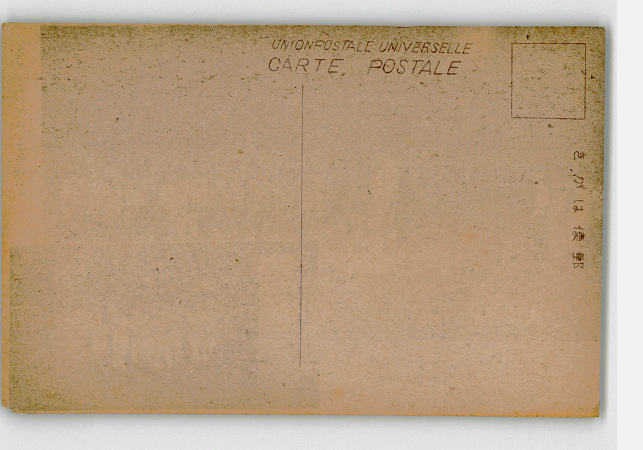 UNION POSTALE UNIVERSELLE
CARTE POSTALE
きがは便郵